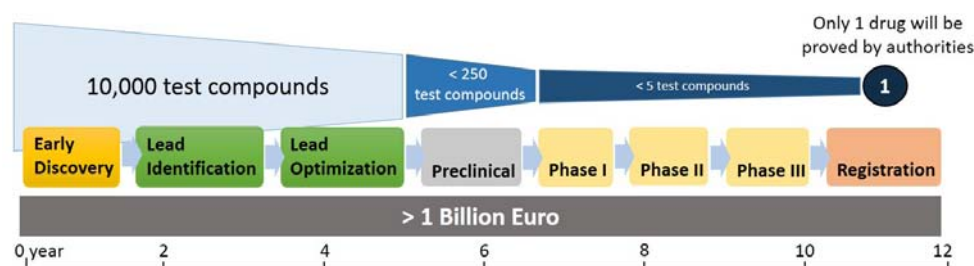 Only 1 drug will be
proved by authorities
10,000 test compounds
< 250
test compounds
< 5 test compounds
1
Early
Discovery
Lead
Identification
Lead
Optimization
Preclinical
Phase I
Phase II
Phase III
Registration
> 1 Billion Euro
0 year
2
4
6
8
10
12